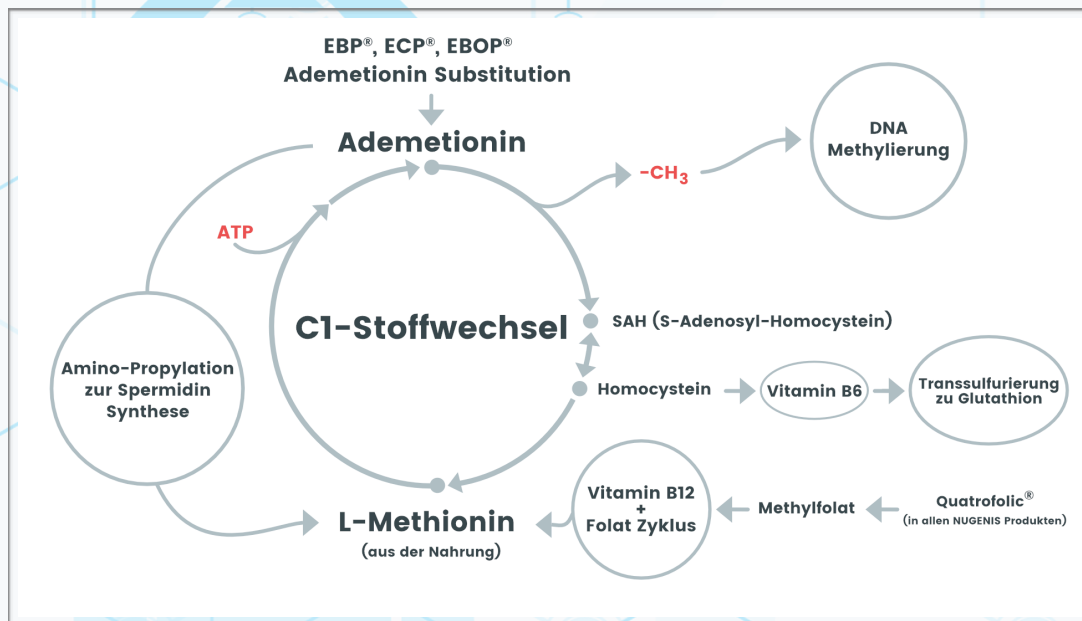 EBP®, ECP®, EBOP®
Ademetionin Substitution
Ademetionin
DNA
Methylierung
-CH₃
ATP
C1-Stoffwechsel
SAH (S-Adenosyl-Homocystein)
Amino-Propylation
zur Spermidin
Synthese
Homocystein
Vitamin B6
Transsulfurierung
zu Glutathion
Vitamin B12
+
Folat Zyklus
Methylfolat
Quatrofolic®
(in allen NUGENIS Produkten)
L-Methionin
(aus der Nahrung)